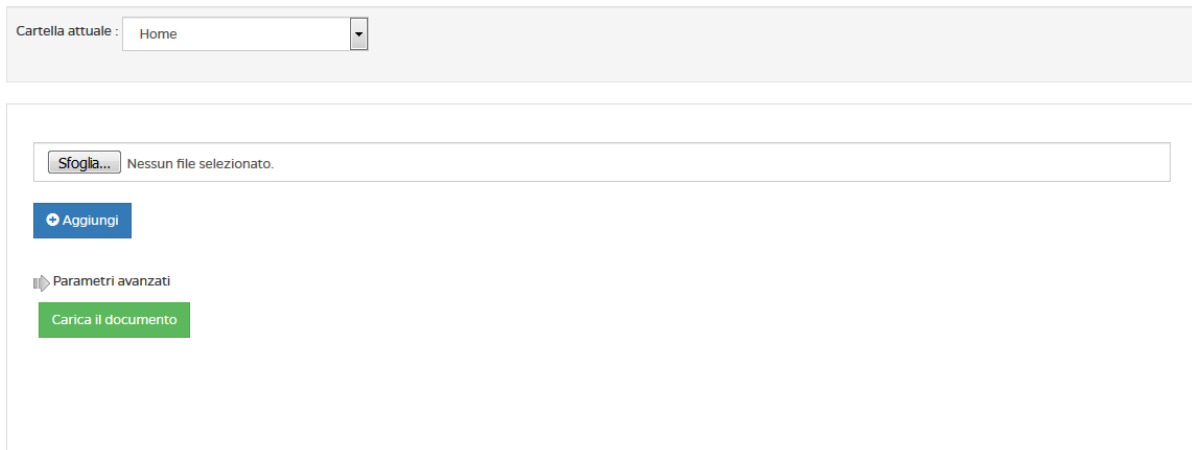 Cartella attuale : Home
Sfoglia... Nessun file selezionato.
Aggiungi
Parametri avanzati
Carica il documento